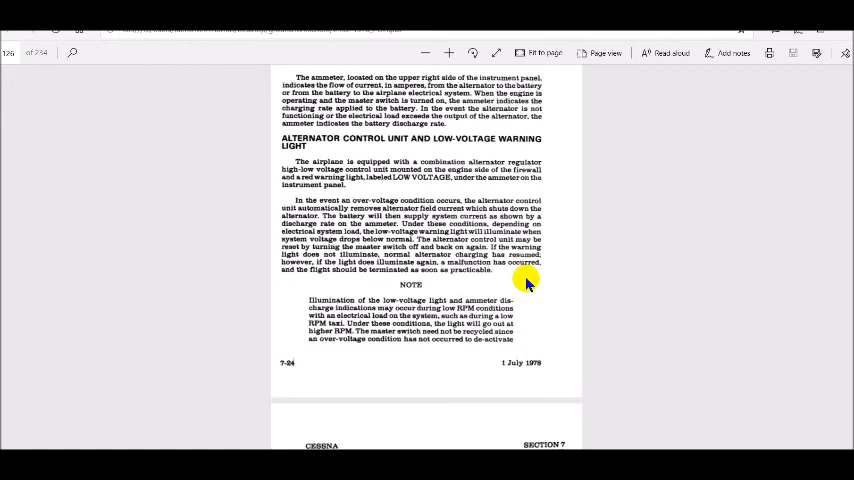 126 of 234
Fit to page
Page view
Read aloud
Add notes
The ammeter, located on the upper right side of the instrument panel,
indicates the flow of current, in amperes, from the alternator to the battery
or from the battery to the airplane electrical system. When the engine is
operating and the master switch is turned on, the ammeter indicates the
charging rate applied to the battery. In the event the alternator is not
functioning or the electrical load exceeds the output of the alternator, the
ammeter indicates the battery discharge rate.
ALTERNATOR CONTROL UNIT AND LOW-VOLTAGE WARNING
LIGHT
The airplane is equipped with a combination alternator regulator
high-low voltage control unit mounted on the engine side of the firewall
and a red warning light, labeled LOW VOLTAGE, under the ammeter on the
instrument panel.
In the event an over-voltage condition occurs, the alternator control
unit automatically removes alternator field current which shuts down the
alternator. The battery will then supply system current as shown by a
discharge rate on the ammeter. Under these conditions, depending on
electrical system load, the low-voltage warning light will illuminate when
system voltage drops below normal. The alternator control unit may be
reset by turning the master switch off and back on again. If the warning
light does not illuminate, normal alternator charging has resumed;
however, if the light does illuminate again, a malfunction has occurred,
and the flight should be terminated as soon as practicable.
NOTE
Illumination of the low-voltage light and ammeter dis-
charge indications may occur during low RPM conditions
with an electrical load on the system, such as during a low
RPM taxi. Under these conditions, the light will go out at
higher RPM. The master switch need not be recycled since
an over-voltage condition has not occurred to de-activate
7-24
1 July 1978
CESSNA
SECTION 7